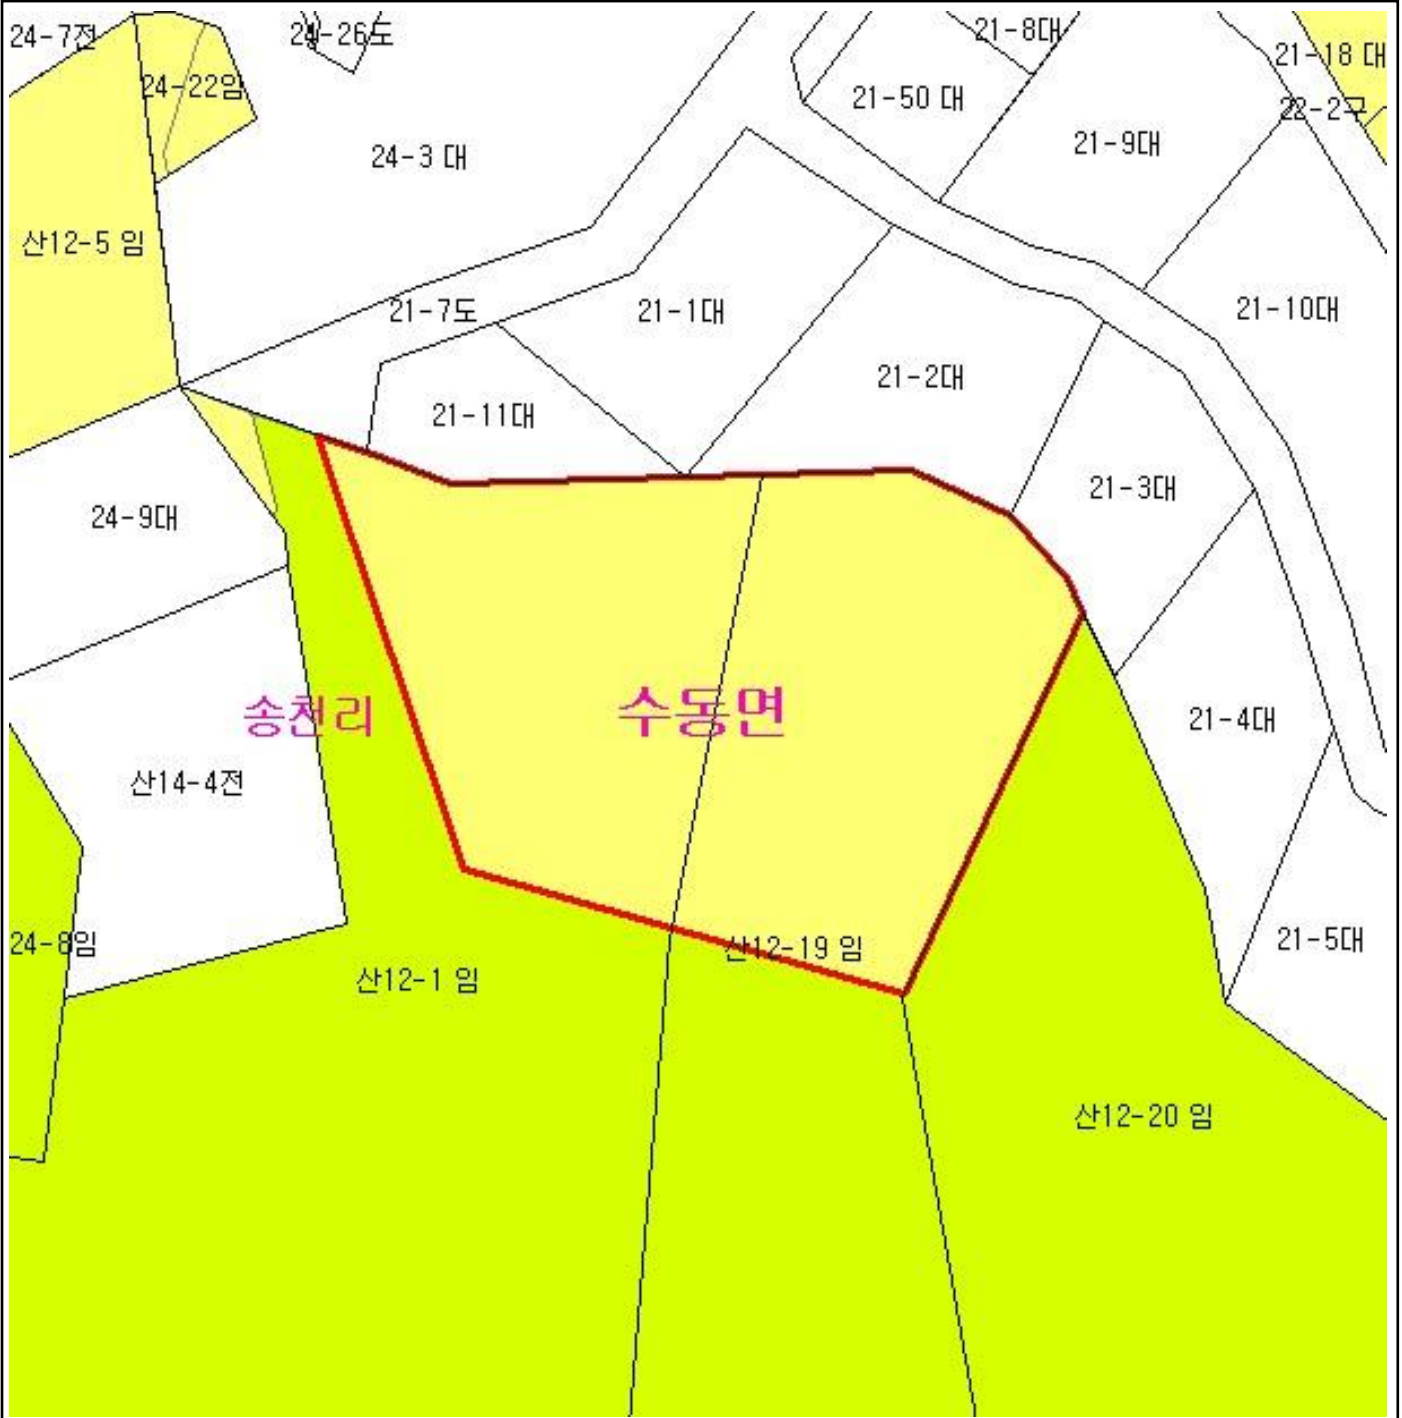 24-7전
24-26도
21-8대
21-18 대
24-22임
21-50 대
22-2구
24-3 대
21-9대
산12-5 임
21-7도
21-1대
21-10대
21-2대
21-11대
21-3대
24-9대
송천리
수동면
21-4대
산14-4전
24-8임
산12-19 임
21-5대
산12-1 임
산12-20 임